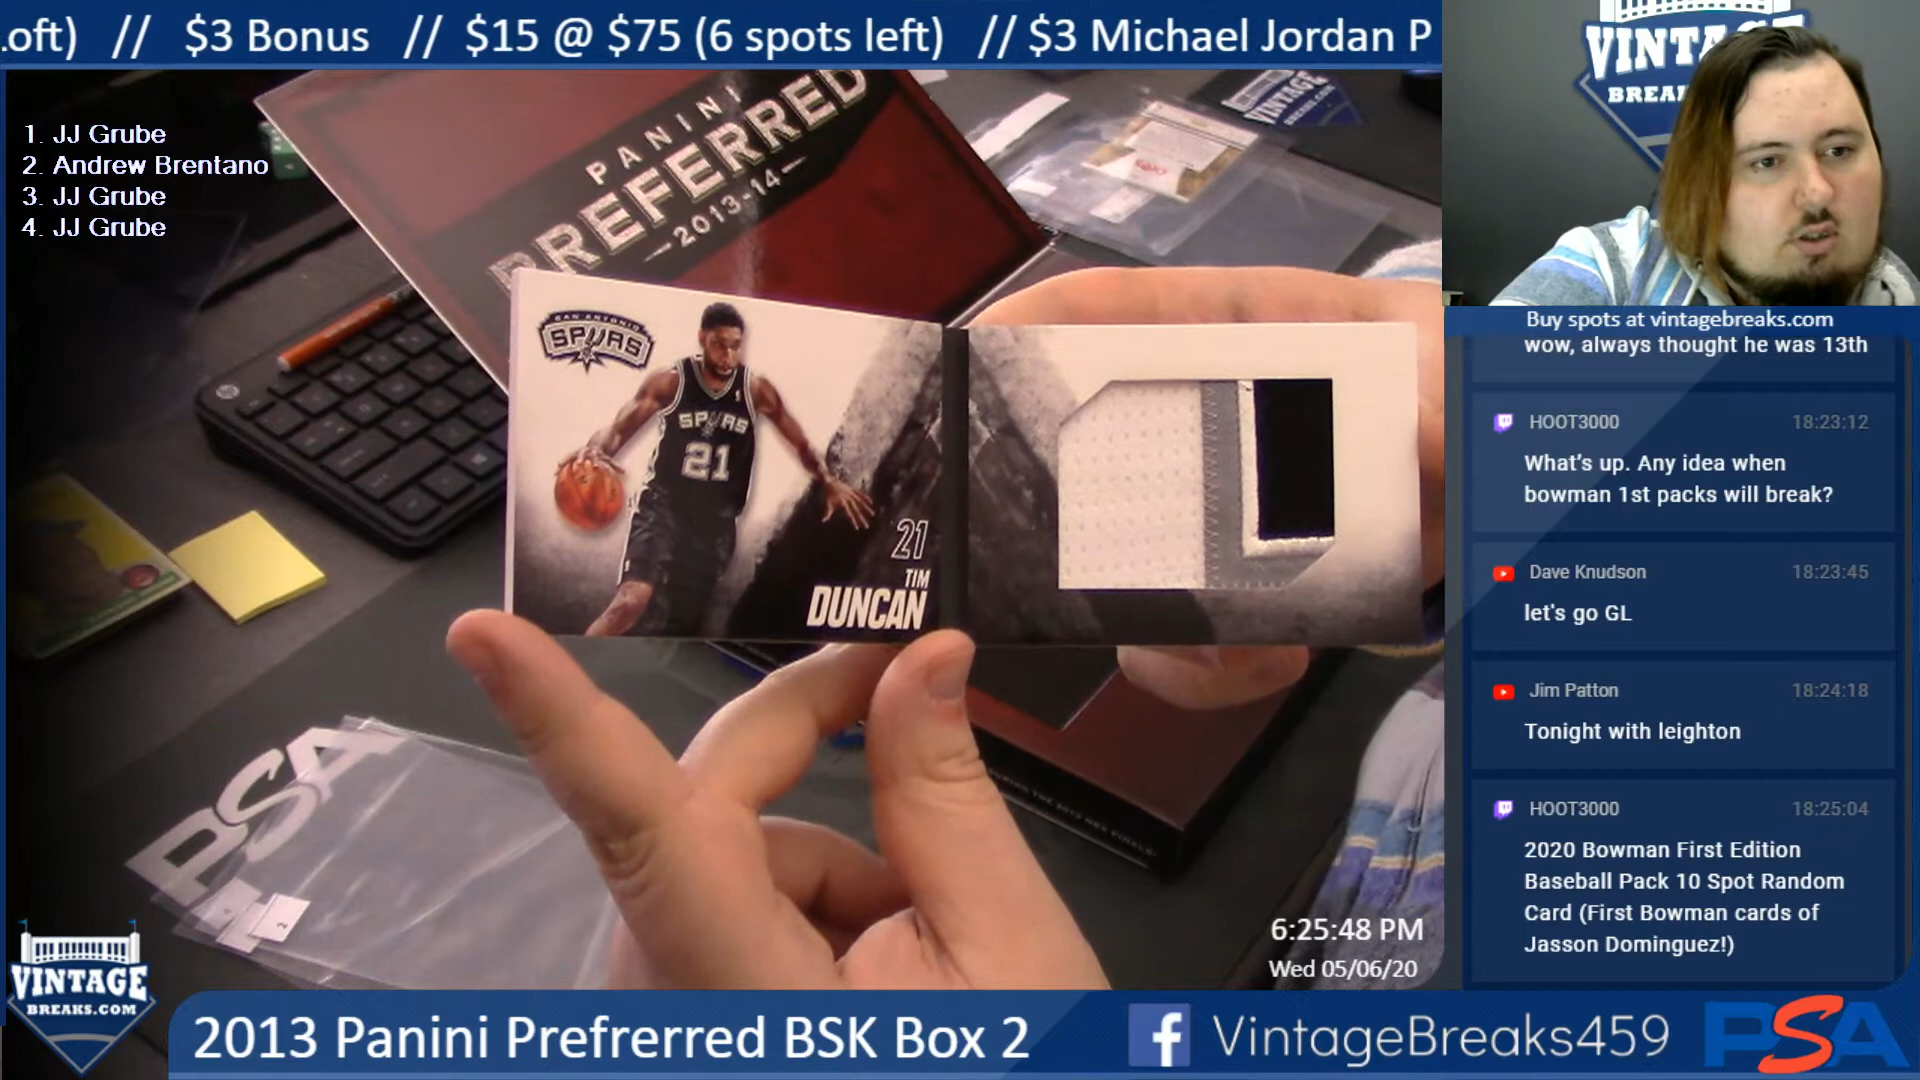 .oft) // $3 Bonus // $15 @ $75 (6 spots left) // $3 Michael Jordan P
1. JJ Grube
2. Andrew Brentano
3. JJ Grube
4. JJ Grube
PANINI
PREFERRED
2013-14
VINTAGE
SAN ANTONIO
SPURS
SPURS
21
21
TIM
DUNCAN
PSA
6:25:48 PM
Wed 05/06/20
VINTAGE
BREAKS.COM
2013 Panini Prefrerred BSK Box 2
f VintageBreaks459
PSA
Buy spots at vintagebreaks.com
wow, always thought he was 13th
HOOT3000 18:23:12
What's up. Any idea when
bowman 1st packs will break?
Dave Knudson 18:23:45
let's go GL
Jim Patton 18:24:18
Tonight with leighton
HOOT3000 18:25:04
2020 Bowman First Edition
Baseball Pack 10 Spot Random
Card (First Bowman cards of
Jasson Dominguez!)